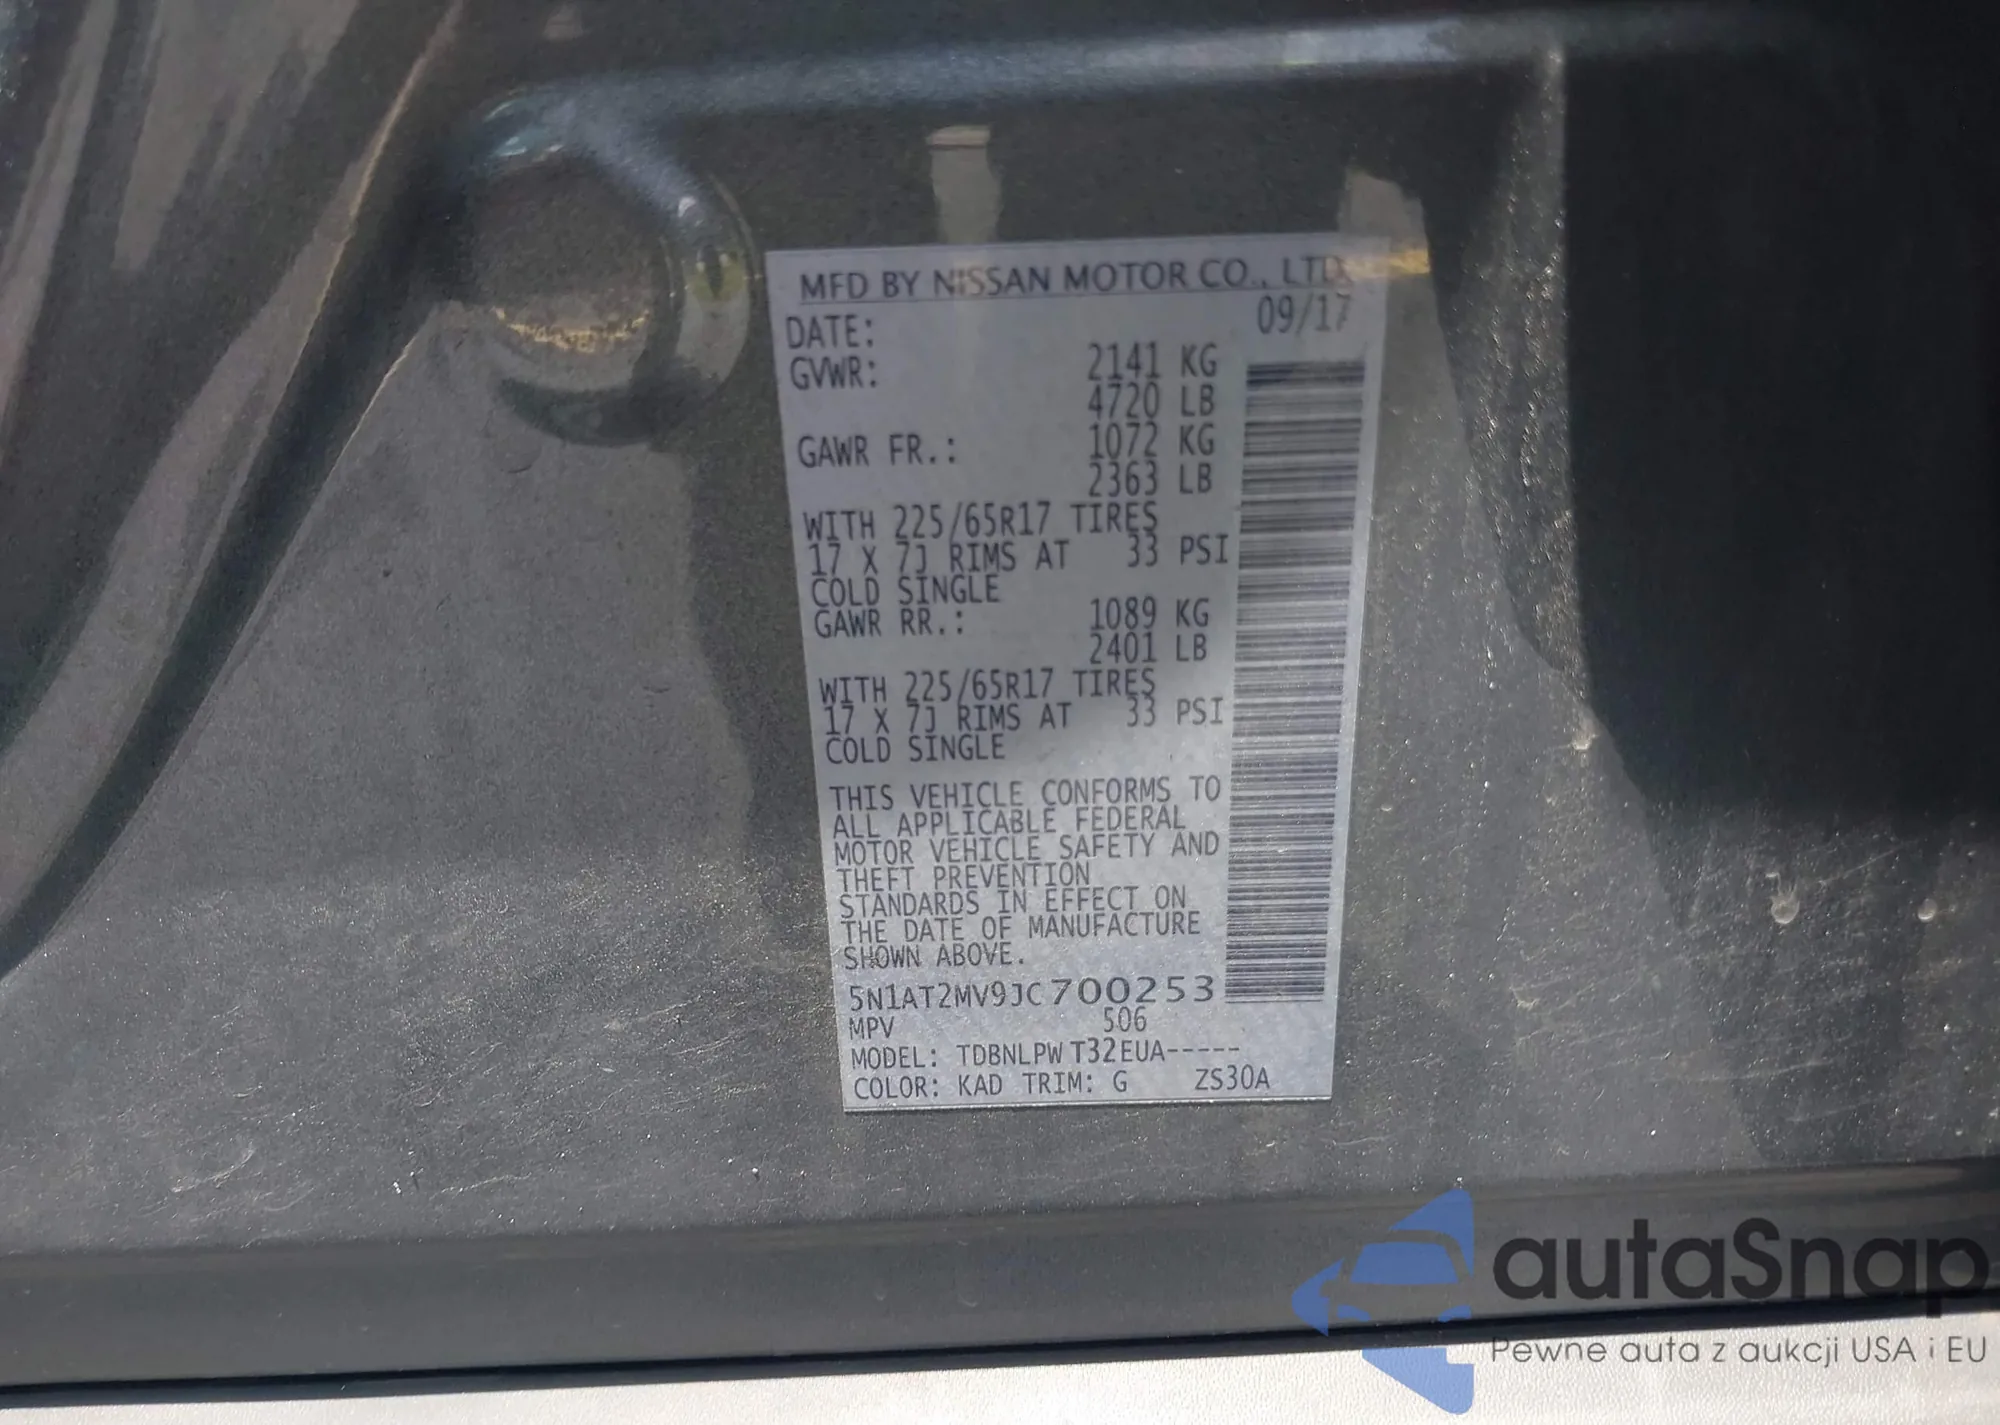 MFD BY NISSAN MOTOR CO., LTD.
DATE: 09/17
GVWR: 2141 KG
4720 LB
GAWR FR.: 1072 KG
2363 LB
WITH 225/65R17 TIRES
17 X 7J RIMS AT 33 PSI
COLD SINGLE
GAWR RR.: 1089 KG
2401 LB
WITH 225/65R17 TIRES
17 X 7J RIMS AT 33 PSI
COLD SINGLE
THIS VEHICLE CONFORMS TO
ALL APPLICABLE FEDERAL
MOTOR VEHICLE SAFETY AND
THEFT PREVENTION
STANDARDS IN EFFECT ON
THE DATE OF MANUFACTURE
SHOWN ABOVE.
5N1AT2MV9JC700253
MPV 506
MODEL: TDBNLPW T32EUA-----
COLOR: KAD TRIM: G ZS30A
autaSnap
Pewne auta z aukcji USA i EU